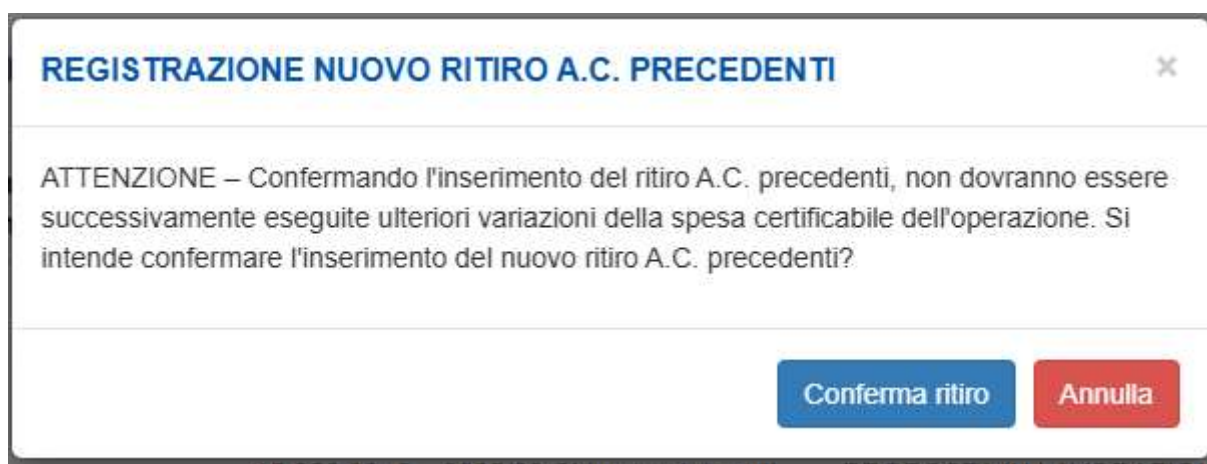 REGISTRAZIONE NUOVO RITIRO A.C. PRECEDENTI ×
ATTENZIONE – Confermando l'inserimento del ritiro A.C. precedenti, non dovranno essere
successivamente eseguite ulteriori variazioni della spesa certificabile dell'operazione. Si
intende confermare l'inserimento del nuovo ritiro A.C. precedenti?
Conferma ritiro Annulla